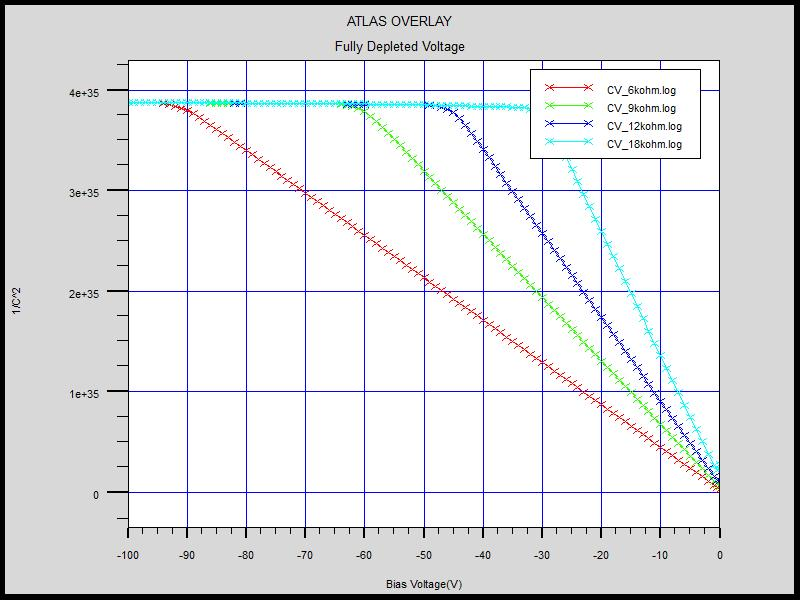 ATLAS OVERLAY
Fully Depleted Voltage
CV_6kohm.log
CV_9kohm.log
CV_12kohm.log
CV_18kohm.log
1/C^2
4e+35
3e+35
2e+35
1e+35
0
-100 -90 -80 -70 -60 -50 -40 -30 -20 -10 0
Bias Voltage(V)